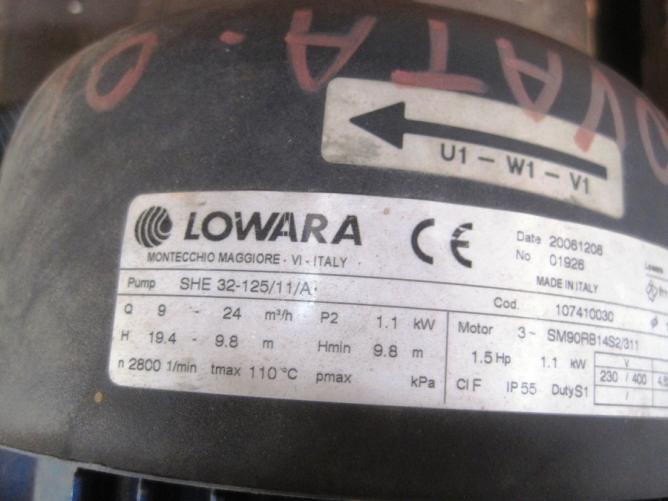 OVATA.O
U1 - W1 - V1
LOWARA CE Date 20061206
MONTECCHIO MAGGIORE - VI - ITALY No 01926
MADE IN ITALY
Pump SHE 32-125/11/A Cod. 107410030
Q 9 - 24 m³/h P2 1.1 kW Motor 3~ SM90RB14S2/311
H 19.4 - 9.8 m Hmin 9.8 m 1.5Hp 1.1 kW Y
n 2800 1/min tmax 110 °C pmax kPa Cl F IP 55 Duty S1 230 / 400
/